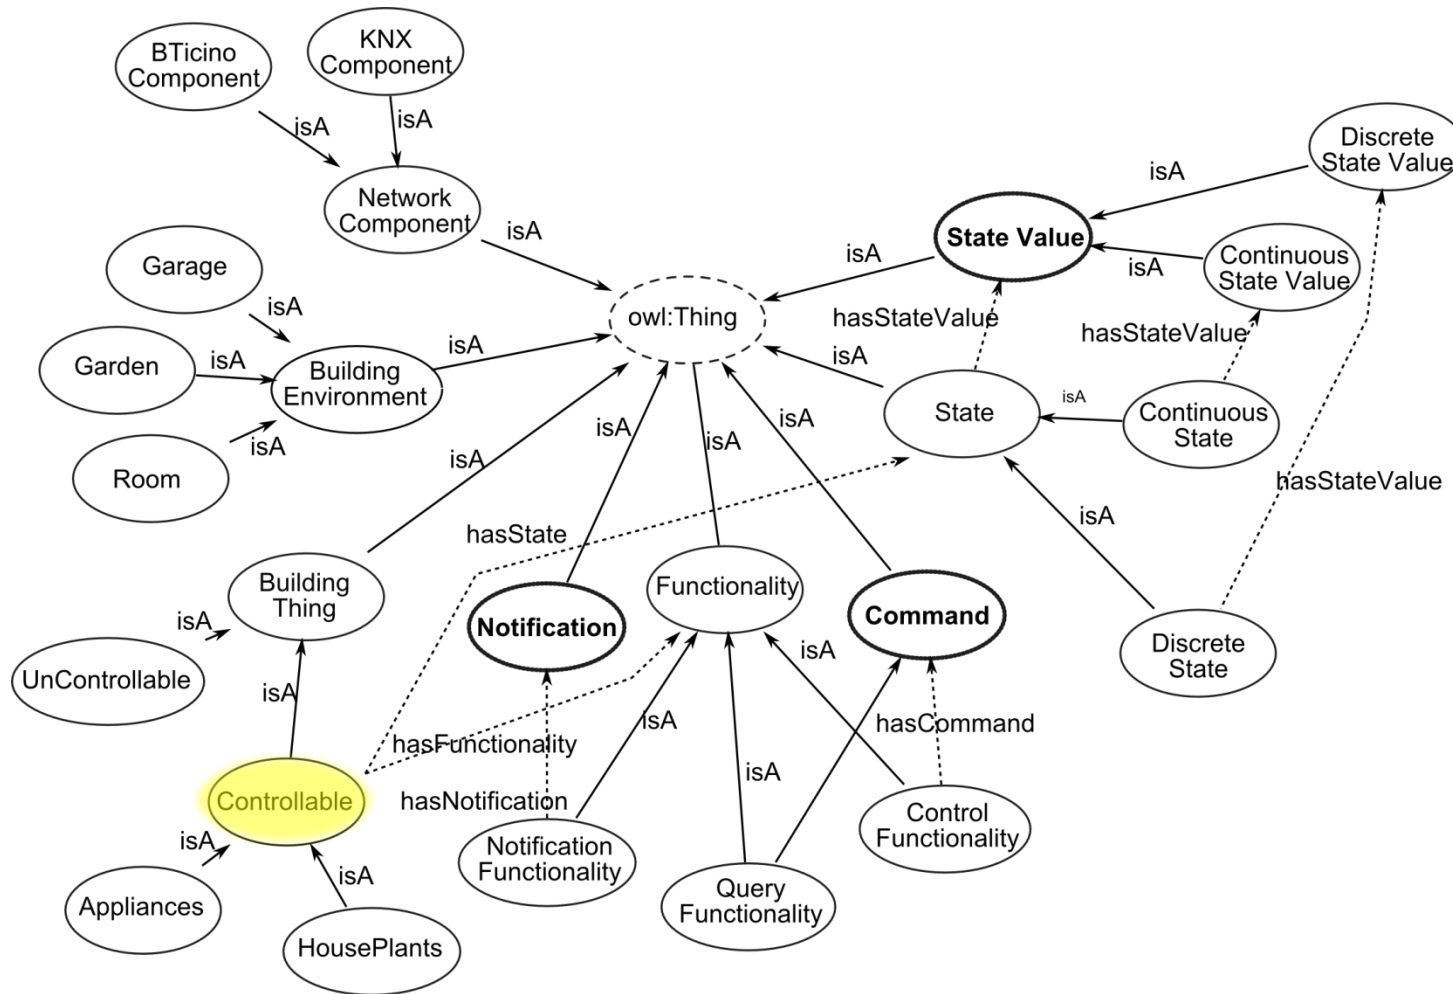 BTicino
Component
KNX
Component
isA
isA
Network
Component
isA
Discrete
State Value
isA
State Value
Continuous
State Value
isA
isA
Garage
isA
Garden
isA
Building
Environment
isA
Room
isA
owl:Thing
hasStateValue
hasStateValue
isA
State
isA
Continuous
State
isA
isA
isA
isA
hasStateValue
isA
hasState
Building
Thing
isA
UnControllable
isA
Notification
Functionality
Command
isA
Discrete
State
hasFunctionality
isA
hasCommand
Controllable
hasNotification
isA
isA
Appliances
isA
HousePlants
Notification
Functionality
Query
Functionality
Control
Functionality